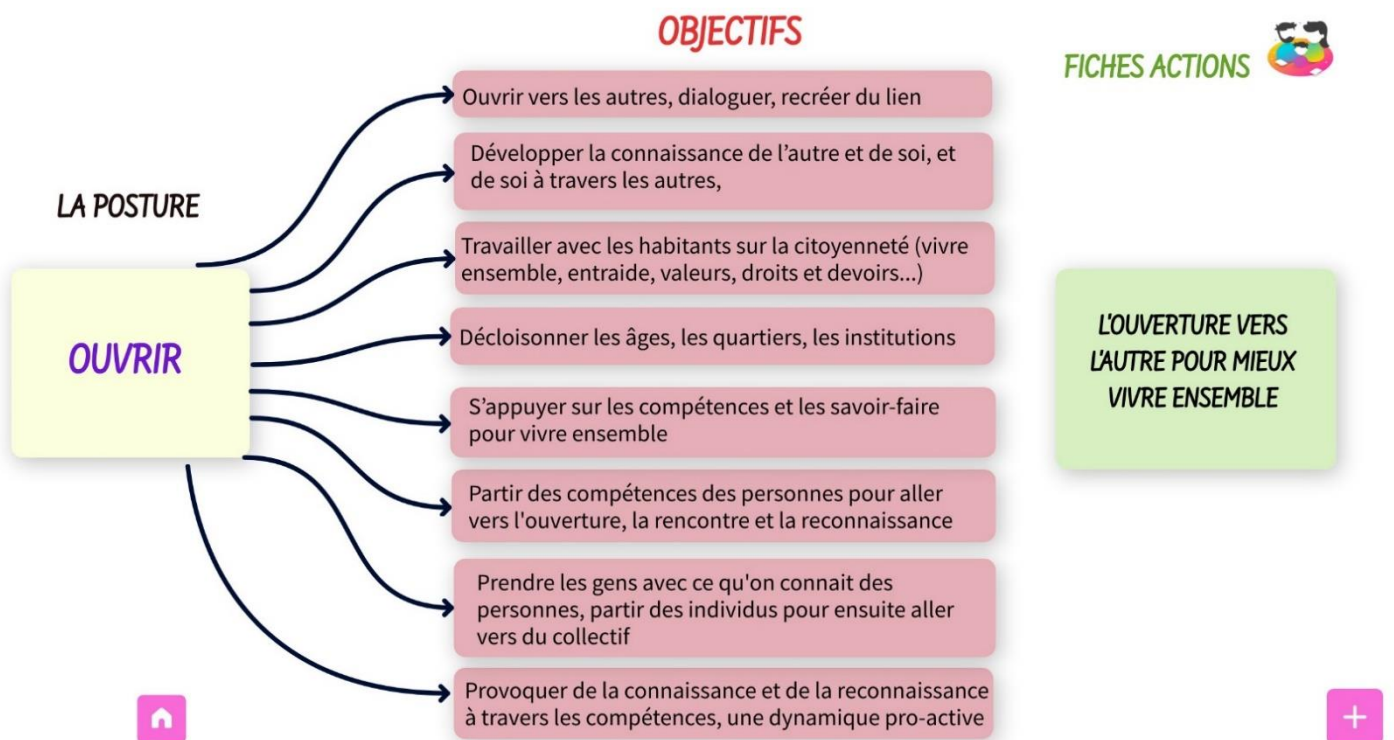 OBJECTIFS
FICHES ACTIONS
LA POSTURE
OUVRIR
Ouvrir vers les autres, dialoguer, recréer du lien
Développer la connaissance de l'autre et de soi, et
de soi à travers les autres,
Travailler avec les habitants sur la citoyenneté (vivre
ensemble, entraide, valeurs, droits et devoirs...)
Décloisonner les âges, les quartiers, les institutions
S'appuyer sur les compétences et les savoir-faire
pour vivre ensemble
Partir des compétences des personnes pour aller
vers l'ouverture, la rencontre et la reconnaissance
Prendre les gens avec ce qu'on connait des
personnes, partir des individus pour ensuite aller
vers du collectif
Provoquer de la connaissance et de la reconnaissance
à travers les compétences, une dynamique pro-active
L'OUVERTURE VERS
L'AUTRE POUR MIEUX
VIVRE ENSEMBLE